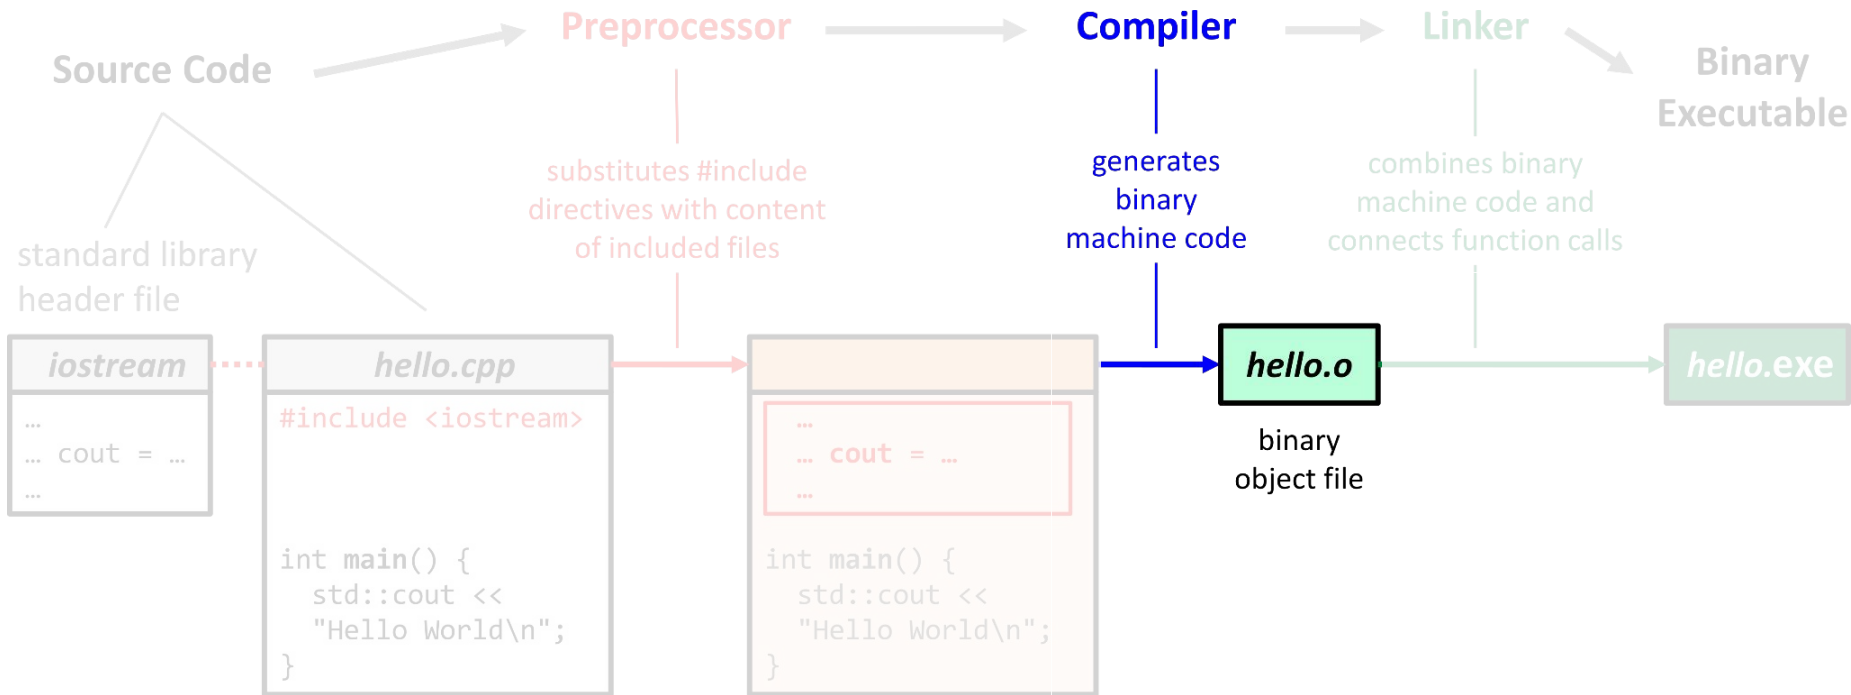 Source Code
Preprocessor
Compiler
Linker
Binary
Executable
substitutes #include
directives with content
of included files
generates
binary
machine code
combines binary
machine code and
connects function calls
standard library
header file
iostream
…
… cout = …
…
hello.cpp
#include <iostream>
int main() {
std::cout <<
"Hello World\n";
}
…
… cout = …
…
int main() {
std::cout <<
"Hello World\n";
}
hello.o
binary
object file
hello.exe